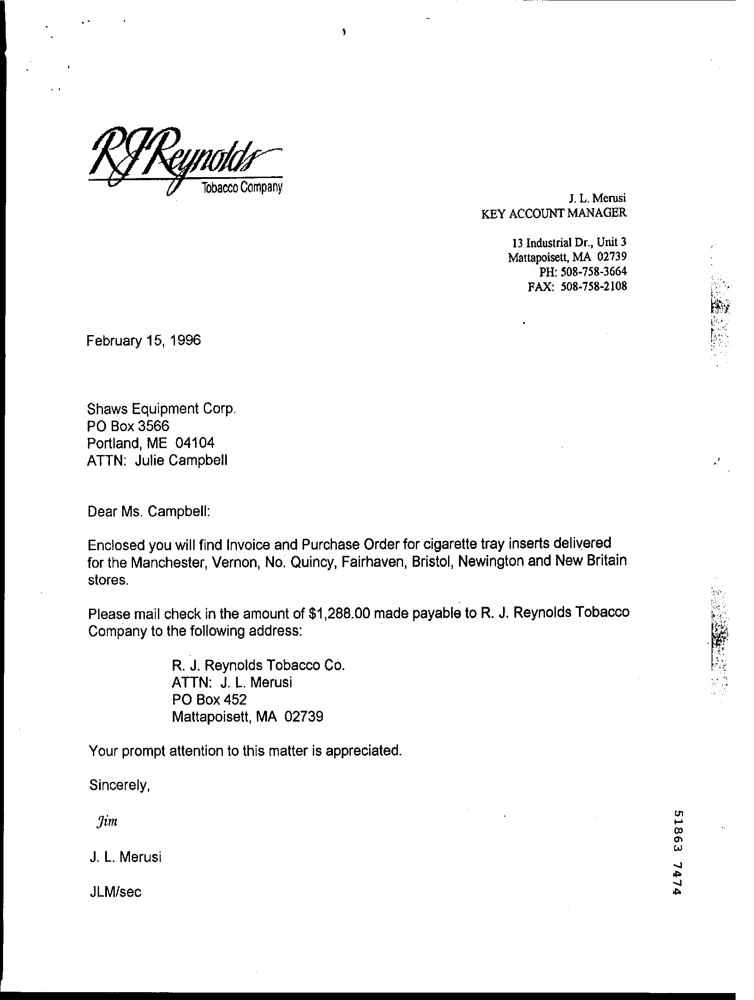 RJReynolds
Tobacco Company
J. L. Merusi
KEY ACCOUNT MANAGER
13 Industrial Dr., Unit 3
Mattapoisett, MA 02739
PH: 508-758-3664
FAX: 508-758-2108
February 15, 1996
Shaws Equipment Corp.
PO Box 3566
Portland, ME 04104
ATTN: Julie Campbell
Dear Ms. Campbell:
Enclosed you will find Invoice and Purchase Order for cigarette tray inserts delivered
for the Manchester, Vernon, No. Quincy, Fairhaven, Bristol, Newington and New Britain
stores.
Please mail check in the amount of $1,288.00 made payable to R. J. Reynolds Tobacco
Company to the following address:
R. J. Reynolds Tobacco Co.
ATTN: J. L. Merusi
PO Box 452
Mattapoisett, MA 02739
Your prompt attention to this matter is appreciated.
Sincerely,
Jim
J. L. Merusi
JLM/sec
51863 7474